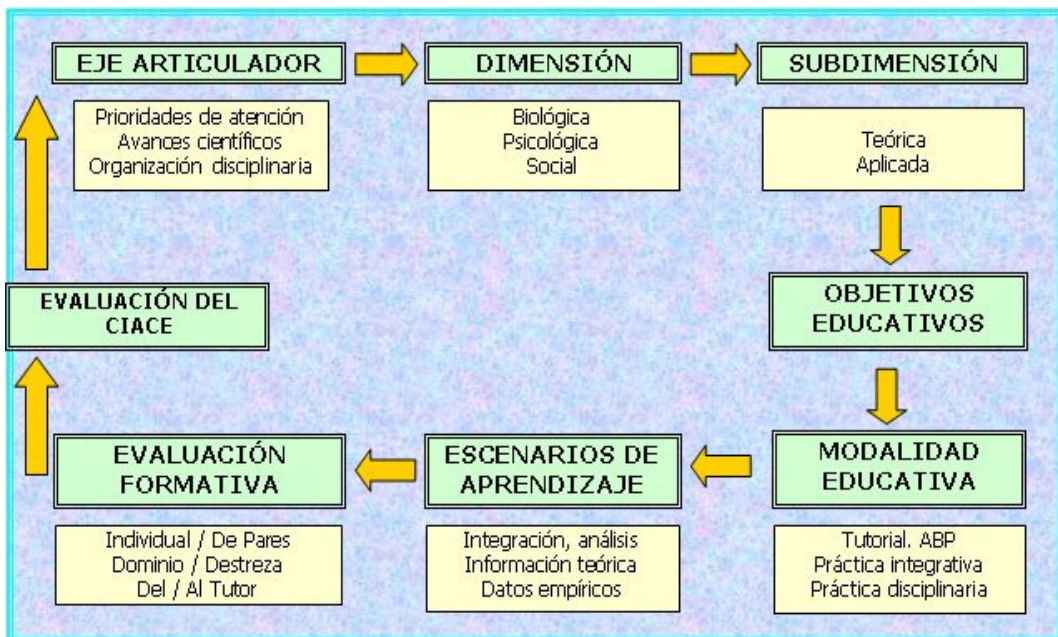 EJE ARTICULADOR
Prioridades de atención
Avances científicos
Organización disciplinaria
DIMENSIÓN
Biológica
Psicológica
Social
SUBDIMENSIÓN
Teórica
Aplicada
OBJETIVOS
EDUCATIVOS
MODALIDAD
EDUCATIVA
Tutorial. ABP
Práctica integrativa
Práctica disciplinaria
ESCENARIOS DE
APRENDIZAJE
Integración, análisis
Información teórica
Datos empíricos
EVALUACIÓN
FORMATIVA
Individual / De Pares
Dominio / Destreza
Del / Al Tutor
EVALUACIÓN DEL
CIACE